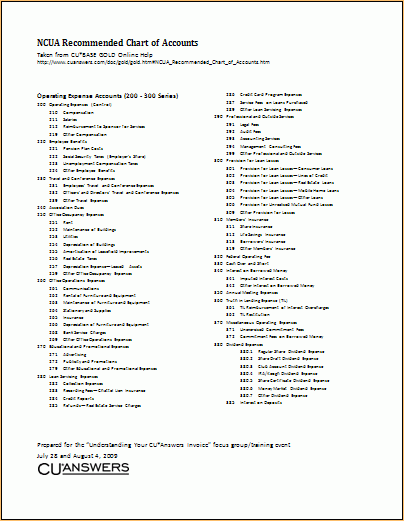 NCUA Recommended Chart of Accounts
Taken from CU*BASE GOLD Online Help
http://www.cuanswers.com/doc/gold/gold.htm#NCUA_Recommended_Chart_of_Accounts.htm
Operating Expense Accounts (200 - 300 Series)
200 Operating Expenses (Control)
210 Compensation
211 Salaries
212 Reimbursement to Sponsor for Services
219 Other Compensation
220 Employee Benefits
221 Pension Plan Costs
222 Social Security Taxes (Employer's Share)
223 Unemployment Compensation Taxes
224 Other Employee Benefits
230 Travel and Conference Expenses
231 Employees' Travel and Conference Expenses
232 Officers' and Directors' Travel and Conference Expenses
239 Other Travel Expenses
240 Association Dues
250 Office Occupancy Expenses
251 Rent
252 Maintenance of Buildings
253 Utilities
254 Depreciation of Buildings
255 Amortization of Leasehold Improvements
256 Real Estate Taxes
257 Depreciation Expense—Leased Assets
259 Other Office Occupancy Expenses
260 Office Operations Expenses
261 Communications
262 Rental of Furniture and Equipment
263 Maintenance of Furniture and Equipment
264 Stationery and Supplies
265 Insurance
266 Depreciation of Furniture and Equipment
268 Bank Service Charges
269 Other Office Operations Expenses
270 Educational and Promotional Expenses
271 Advertising
272 Publicity and Promotions
279 Other Educational and Promotional Expenses
280 Loan Servicing Expenses
282 Collection Expenses
283 Recording Fees—Chattel Lien Insurance
284 Credit Reports
285 Refunds—Real Estate Service Charges
286 Credit Card Program Expenses
287 Service Fees on Loans Purchased
289 Other Loan Servicing Expenses
290 Professional and Outside Services
291 Legal Fees
292 Audit Fees
293 Accounting Services
294 Management Consulting Fees
299 Other Professional and Outside Services
300 Provision for Loan Losses
301 Provision for Loan Losses—Consumer Loans
302 Provision for Loan Losses—Lines of Credit
303 Provision for Loan Losses—Real Estate Loans
304 Provision for Loan Losses—Mobile Home Loans
305 Provision for Loan Losses—Other Loans
306 Provision for Unrealized Mutual Fund Losses
309 Other Provision for Losses
310 Members' Insurance
311 Share Insurance
312 Life Savings Insurance
313 Borrowers' Insurance
319 Other Members' Insurance
320 Federal Operating Fee
330 Cash Over and Short
340 Interest on Borrowed Money
341 Imputed Interest Costs
342 Other Interest on Borrowed Money
350 Annual Meeting Expenses
360 Truth in Lending Expense (TIL)
361 TIL Reimbursement of Interest Overcharges
362 TIL Restitution
370 Miscellaneous Operating Expenses
371 Unexercised Commitment Fees
372 Commitment Fees on Borrowed Money
380 Dividend Expenses
380.1 Regular Share Dividend Expense
380.2 Share Draft Dividend Expense
380.3 Club Account Dividend Expense
380.4 IRA/Keogh Dividend Expense
380.5 Share Certificate Dividend Expense
380.6 Money Market Dividend Expense
380.7 Other Dividend Expense
381 Interest on Deposits
Prepared for the "Understanding Your CU*Answers Invoice" focus group/training event
July 28 and August 4, 2009
CU*ANSWERS